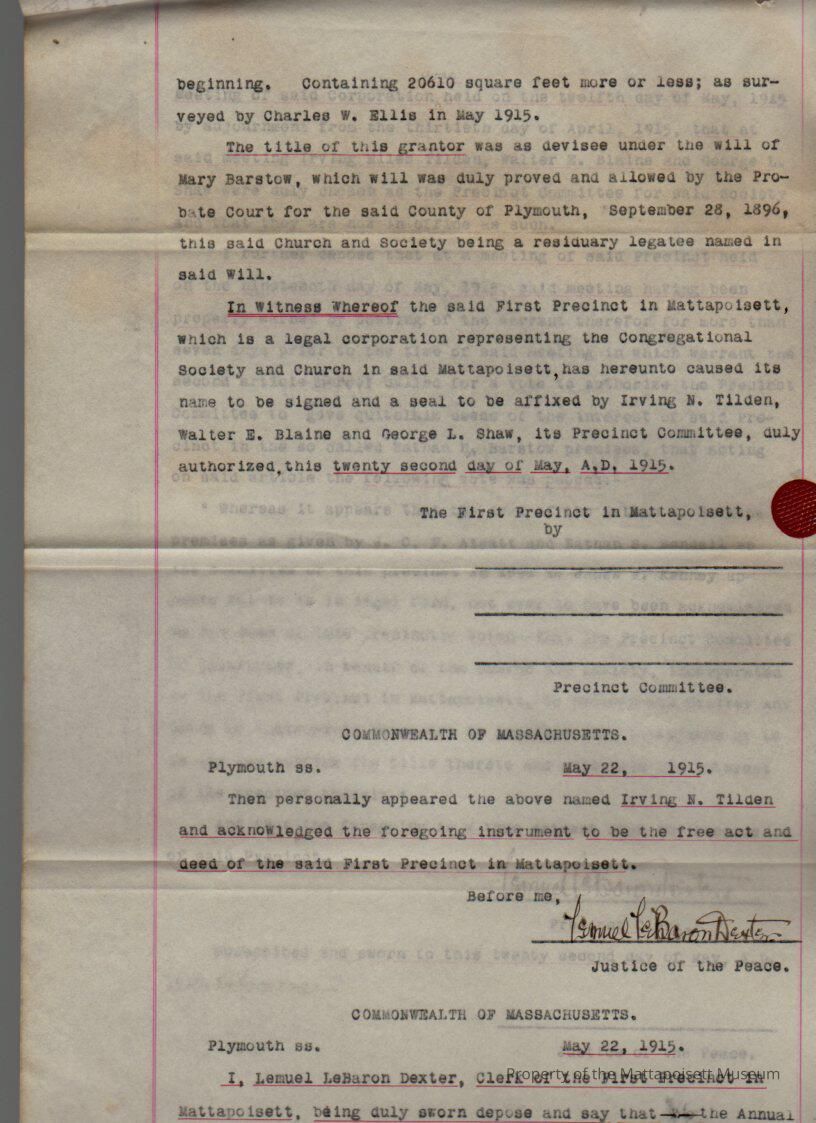 beginning. Containing 20610 square feet more or less; as sur-
veyed by Charles W. Ellis in May 1915.
The title of this grantor was as devisee under the will of
Mary Barstow, which will was duly proved and allowed by the Pro-
bate Court for the said County of Plymouth, September 28, 1896,
this said Church and Society being a residuary legatee named in
said Will.
In Witness Whereof the said First Precinct in Mattapoisett,
which is a legal corporation representing the Congregational
Society and Church in said Mattapoisett,has hereunto caused its
name to be signed and a seal to be affixed by Irving N. Tilden,
Walter E. Blaine and George L. Shaw, its Precinct Committee, duly
authorized,this twenty second day of May, A.D. 1915.
The First Precinct in Mattapoisett,
by
Precinct Committee.
COMMONWEALTH OF MASSACHUSETTS.
Plymouth ss. May 22, 1915.
Then personally appeared the above named Irving N. Tilden
and acknowledged the foregoing instrument to be the free act and
deed of the said First Precinct in Mattapoisett.
Before me,
Lemuel LeBaron Dexter
Justice of the Peace.
COMMONWEALTH OF MASSACHUSETTS.
Plymouth ss. May 22, 1915.
I, Lemuel LeBaron Dexter, Clerk of the First Precinct in
Property of the Mattapoisett Museum
Mattapoisett, being duly sworn depose and say that the Annual